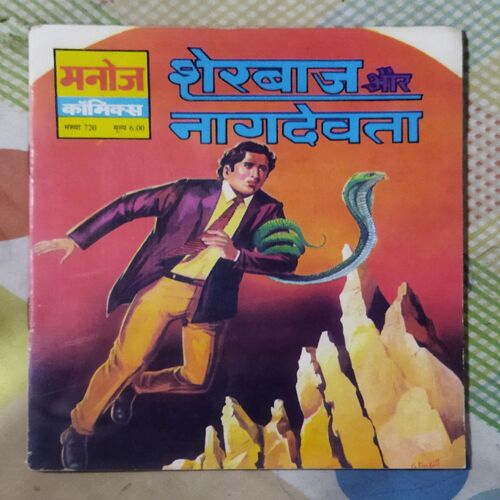 मनोज
कॉमिक्स
संख्या 720 मूल्य 6.00
शेरबाज और
नागदेवता